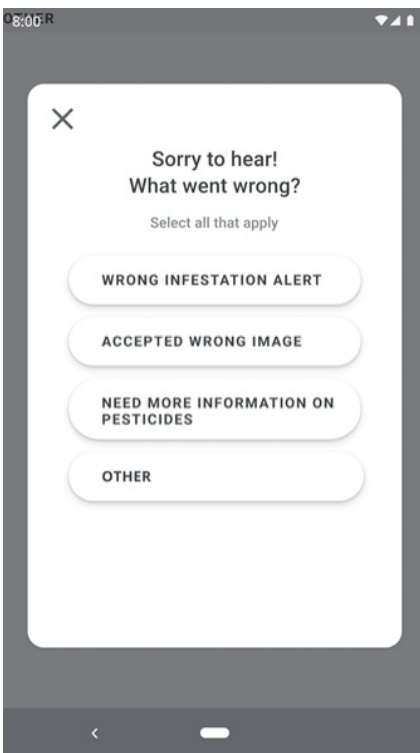 OTHER
8:00
Sorry to hear!
What went wrong?
Select all that apply
WRONG INFESTATION ALERT
ACCEPTED WRONG IMAGE
NEED MORE INFORMATION ON
PESTICIDES
OTHER